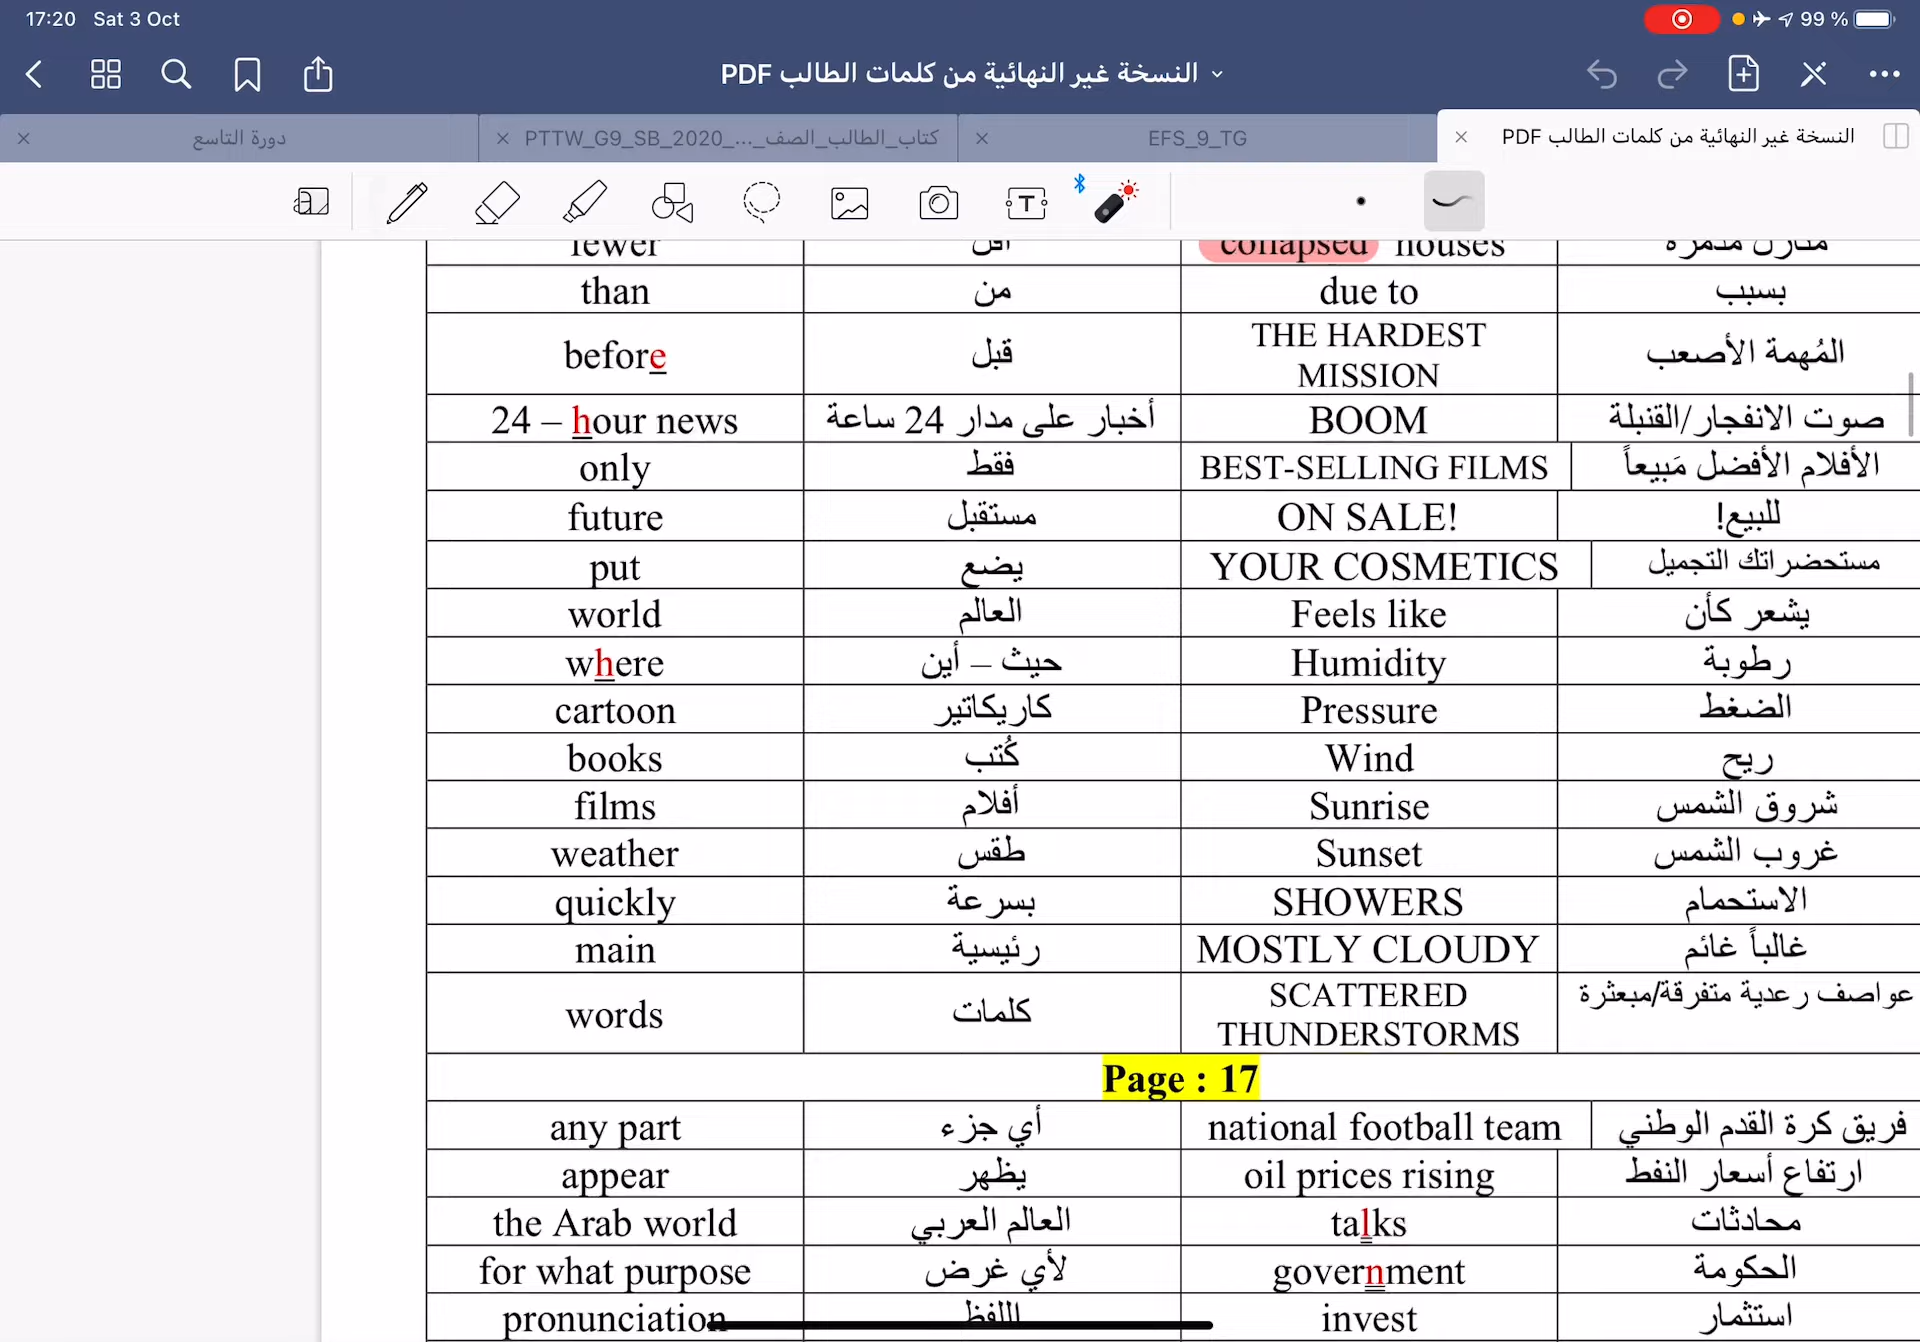 17:20 Sat 3 Oct
99 %
النسخة غير النهائية من كلمات الطالب PDF
دورة التاسع
PTTW_G9_SB_2020_...كتاب_الطالب_الصف_
EFS_9_TG
النسخة غير النهائية من كلمات الطالب PDF
fewer أقل collapsed houses منازل مدمرة
than من due to بسبب
before قبل THE HARDEST MISSION المُهمة الأصعب
24 – hour news أخبار على مدار 24 ساعة BOOM صوت الانفجار/القنبلة
only فقط BEST-SELLING FILMS الأفلام الأفضل مَبيعاً
future مستقبل ON SALE! للبيع!
put يضع YOUR COSMETICS مستحضراتك التجميل
world العالم Feels like يشعر كأن
where حيث – أين Humidity رطوبة
cartoon كاريكاتير Pressure الضغط
books كُتب Wind ريح
films أفلام Sunrise شروق الشمس
weather طقس Sunset غروب الشمس
quickly بسرعة SHOWERS الاستحمام
main رئيسية MOSTLY CLOUDY غالباً غائم
words كلمات SCATTERED THUNDERSTORMS عواصف رعدية متفرقة/مبعثرة
Page : 17
any part أي جزء national football team فريق كرة القدم الوطني
appear يظهر oil prices rising ارتفاع أسعار النفط
the Arab world العالم العربي talks محادثات
for what purpose لأي غرض government الحكومة
pronunciation اللفظ invest استثمار